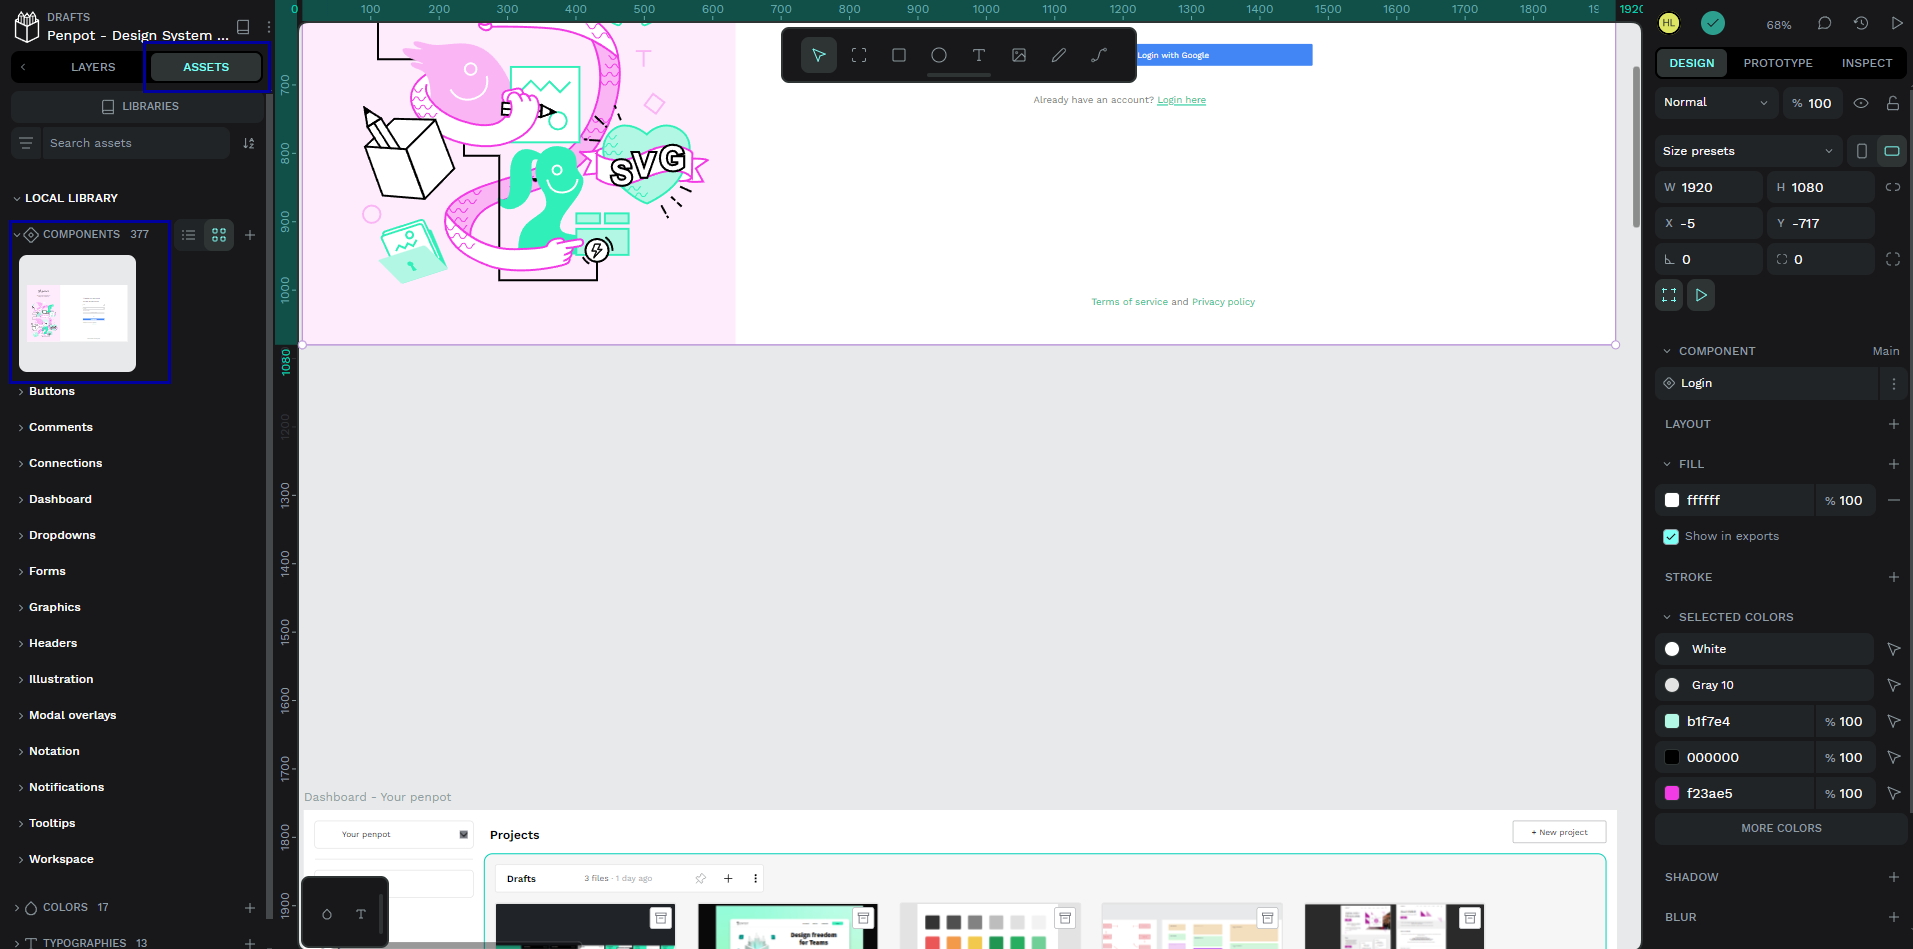 DRAFTS
Penpot - Design System ...
LAYERS
ASSETS
LIBRARIES
Search assets
LOCAL LIBRARY
COMPONENTS 377
Buttons
Comments
Connections
Dashboard
Dropdowns
Forms
Graphics
Headers
Illustration
Modal overlays
Notation
Notifications
Tooltips
Workspace
COLORS 17
TYPOGRAPHIES 13
0 100 200 300 400 500 600 700 800 900 1000 1100 1200 1300 1400 1500 1600 1700 1800 19 1920
700
800
900
1000
1080
1200
1300
1400
1500
1600
1700
1800
1900
SVG
Login with Google
Already have an account? Login here
Terms of service and Privacy policy
Dashboard - Your penpot
Your penpot
Projects
+ New project
Drafts
3 files · 1 day ago
Design freedom
for Teams
HL
68%
DESIGN
PROTOTYPE
INSPECT
Normal
% 100
Size presets
W 1920
H 1080
X -5
Y -717
0
0
COMPONENT
Main
Login
LAYOUT
FILL
ffffff
% 100
Show in exports
STROKE
SELECTED COLORS
White
Gray 10
b1f7e4
% 100
000000
% 100
f23ae5
% 100
MORE COLORS
SHADOW
BLUR